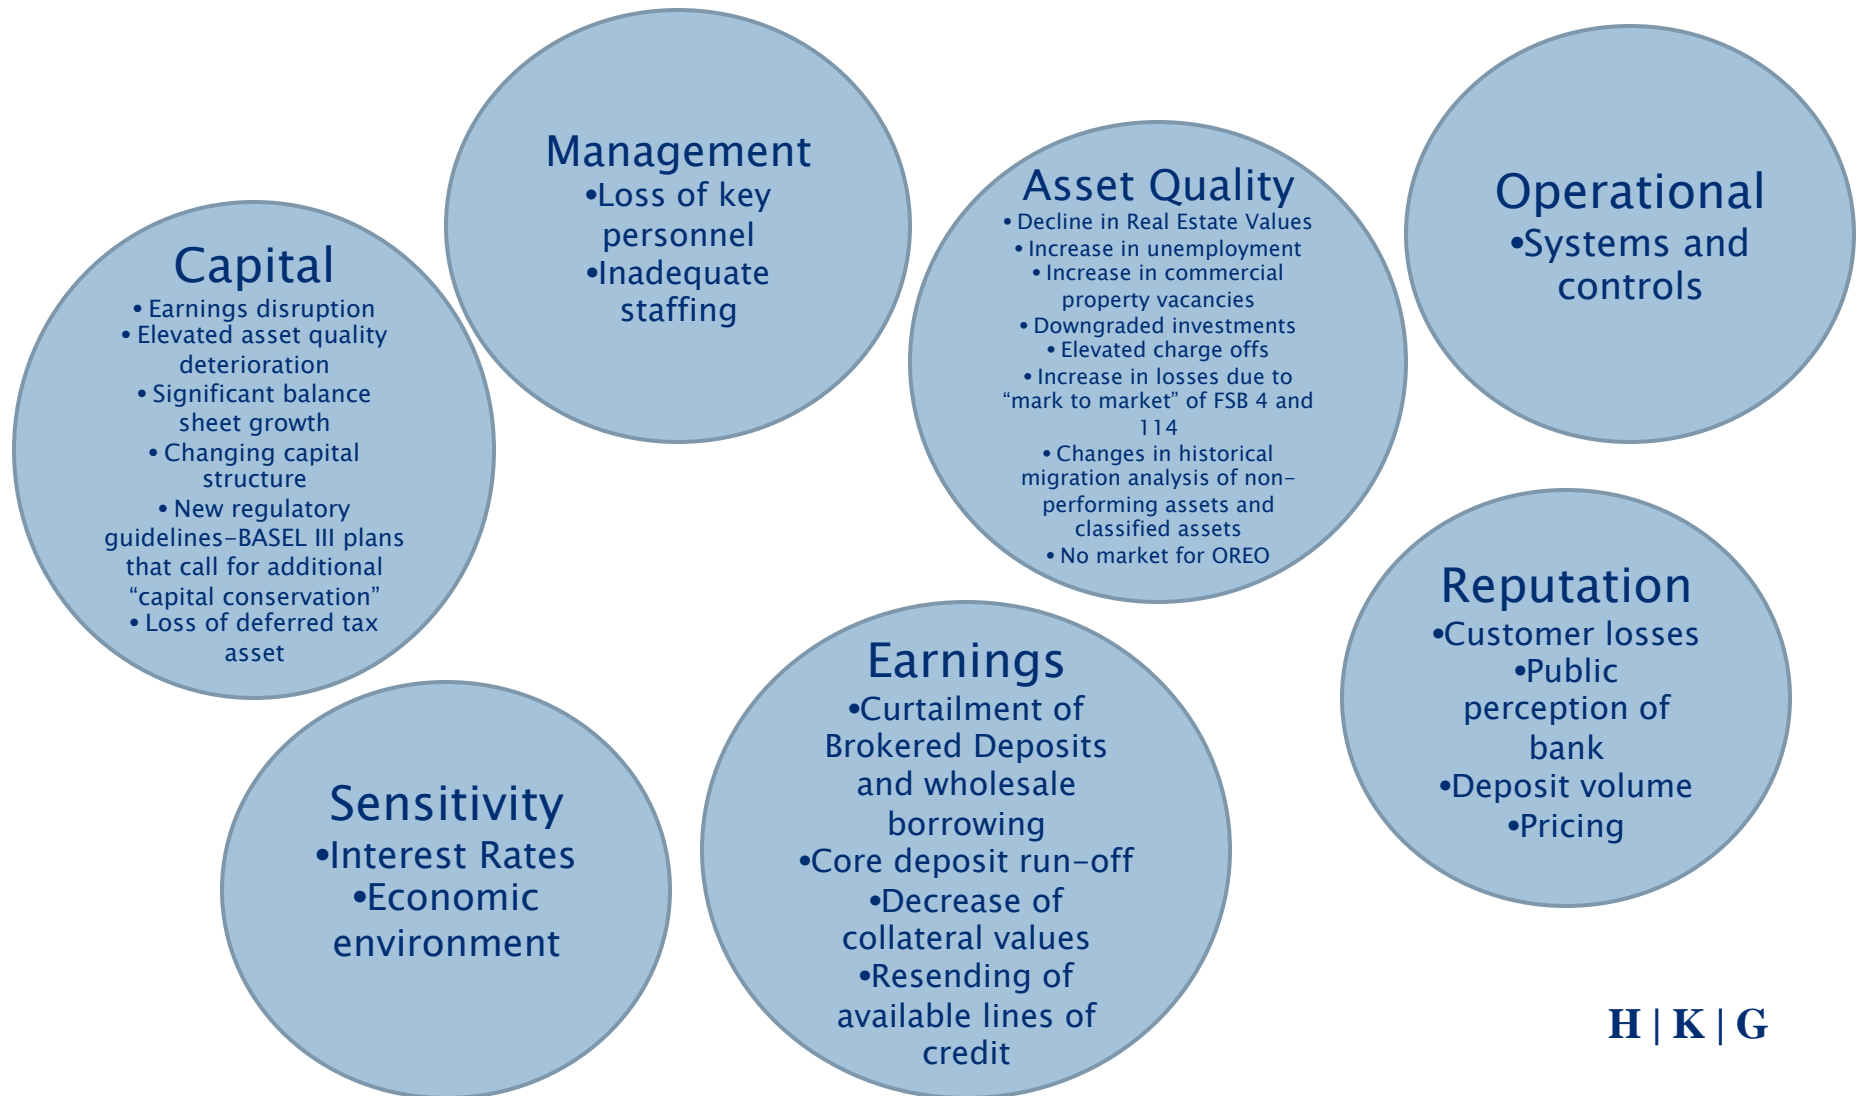 Management
•Loss of key
personnel
•Inadequate
staffing
Asset Quality
• Decline in Real Estate Values
• Increase in unemployment
• Increase in commercial
property vacancies
• Downgraded investments
• Elevated charge offs
• Increase in losses due to
“mark to market” of FSB 4 and
114
• Changes in historical
migration analysis of non–
performing assets and
classified assets
• No market for OREO
Operational
•Systems and
controls
Capital
• Earnings disruption
• Elevated asset quality
deterioration
• Significant balance
sheet growth
• Changing capital
structure
• New regulatory
guidelines–BASEL III plans
that call for additional
“capital conservation”
• Loss of deferred tax
asset
Reputation
•Customer losses
•Public
perception of
bank
•Deposit volume
•Pricing
Earnings
•Curtailment of
Brokered Deposits
and wholesale
borrowing
•Core deposit run–off
•Decrease of
collateral values
•Resending of
available lines of
credit
Sensitivity
•Interest Rates
•Economic
environment
H | K | G